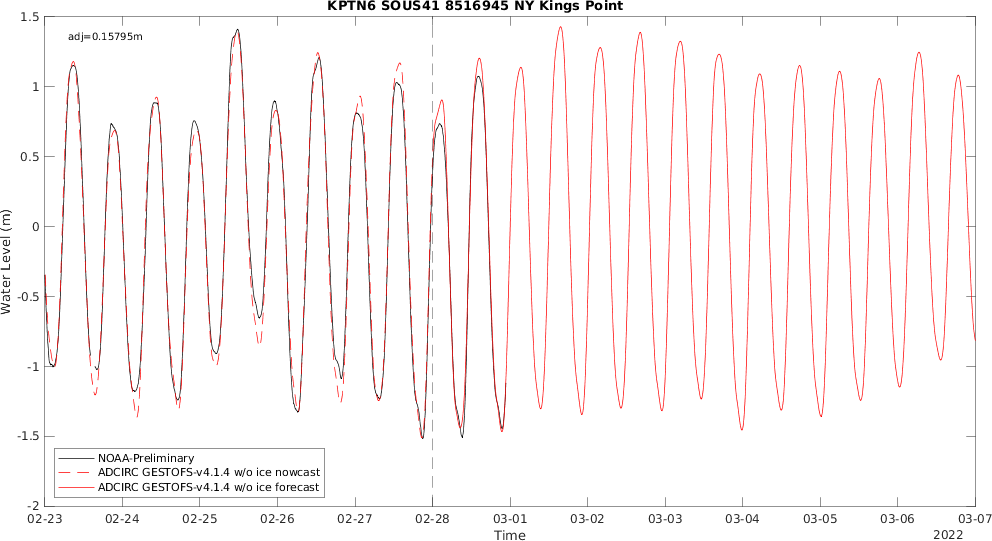 KPTN6 SOUS41 8516945 NY Kings Point
adj=0.15795m
1.5
1
0.5
0
-0.5
-1
-1.5
-2
Water Level (m)
NOAA-Preliminary
ADCIRC GESTOFS-v4.1.4 w/o ice nowcast
ADCIRC GESTOFS-v4.1.4 w/o ice forecast
02-23 02-24 02-25 02-26 02-27 02-28 03-01 03-02 03-03 03-04 03-05 03-06 03-07
Time
2022